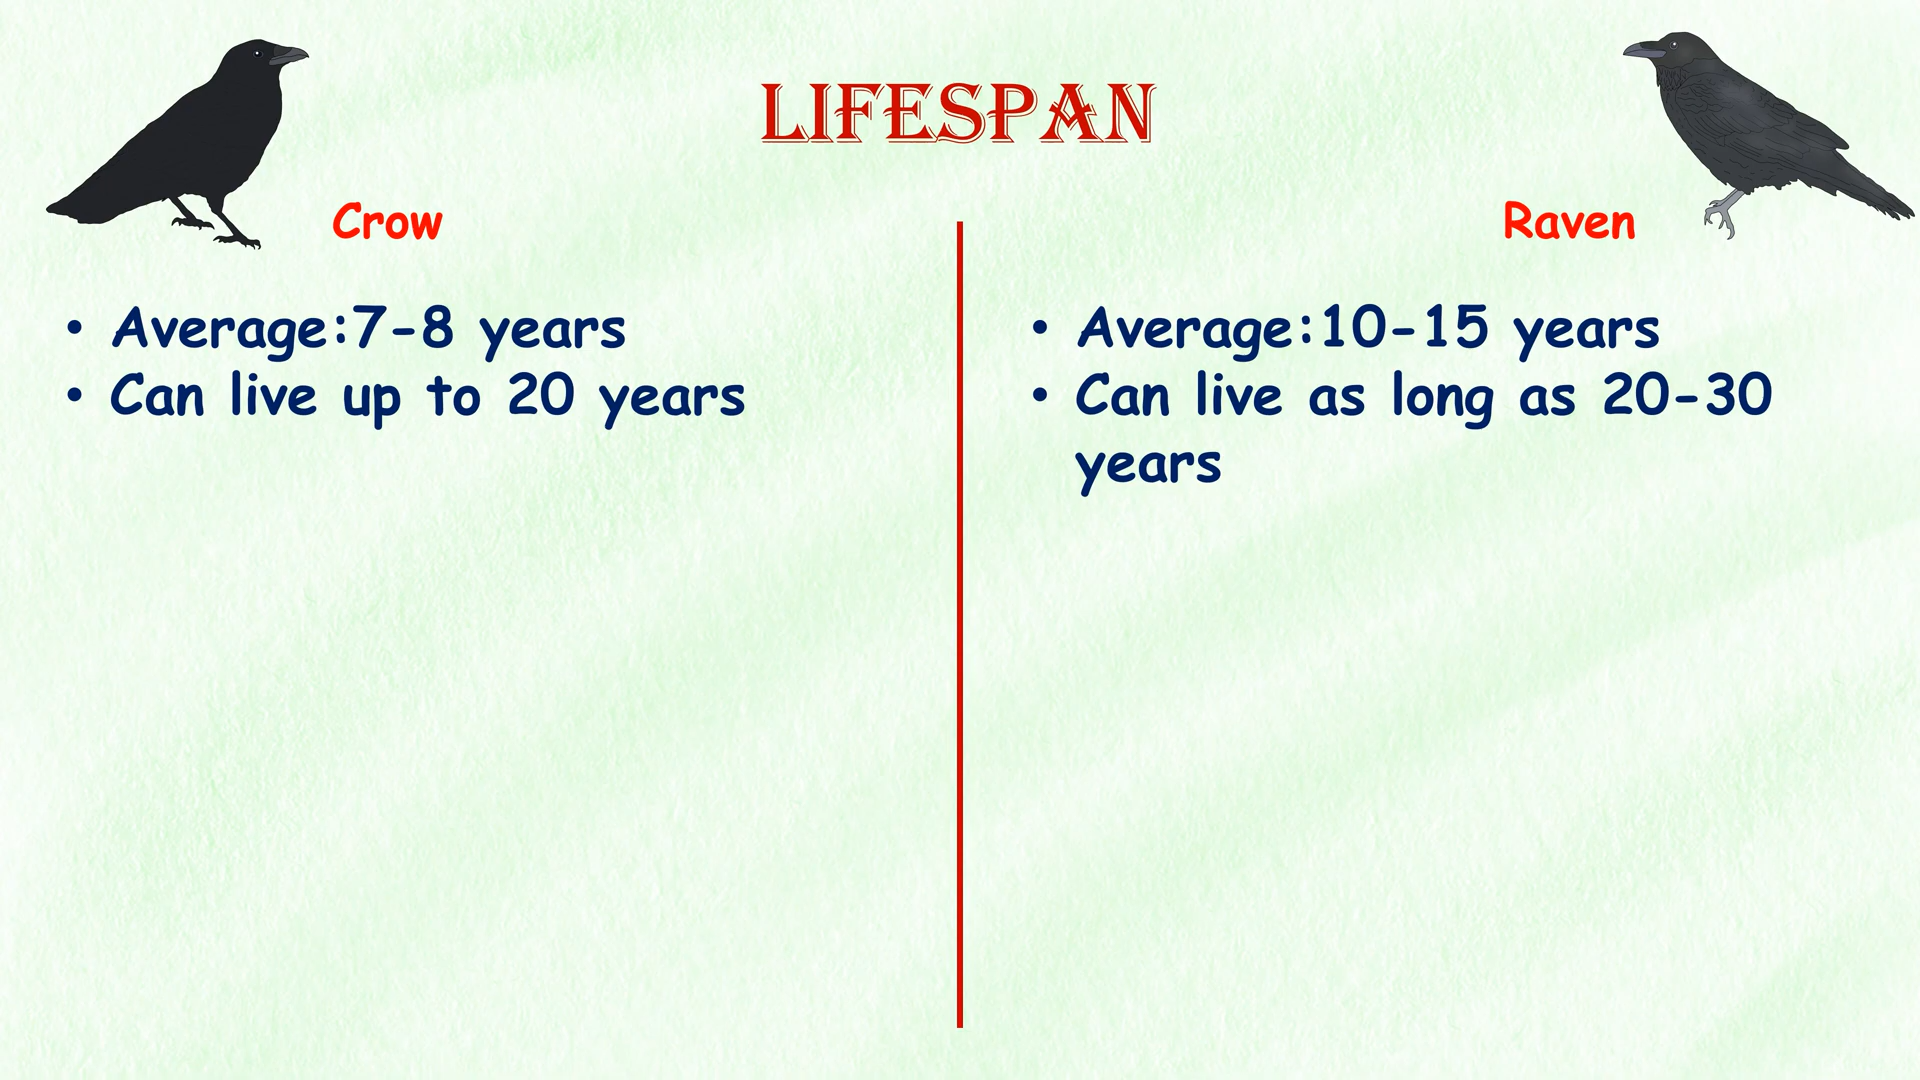 LIFESPAN
Crow
• Average:7-8 years
• Can live up to 20 years
Raven
• Average:10-15 years
• Can live as long as 20-30
years